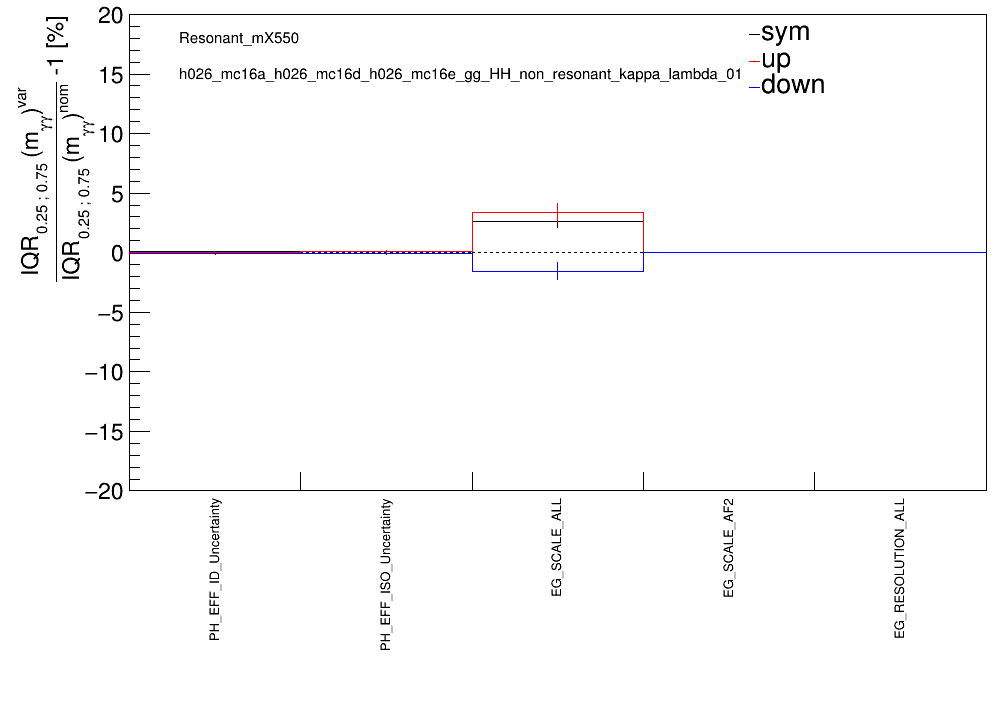 20
15
10
5
0
−5
−10
−15
−20
IQR0.25 ; 0.75 (mγγ)var
IQR0.25 ; 0.75 (mγγ)nom -1 [%]
Resonant_mX550
h026_mc16a_h026_mc16d_h026_mc16e_gg_HH_non_resonant_kappa_lambda_01
sym
up
down
PH_EFF_ID_Uncertainty
PH_EFF_ISO_Uncertainty
EG_SCALE_ALL
EG_SCALE_AF2
EG_RESOLUTION_ALL